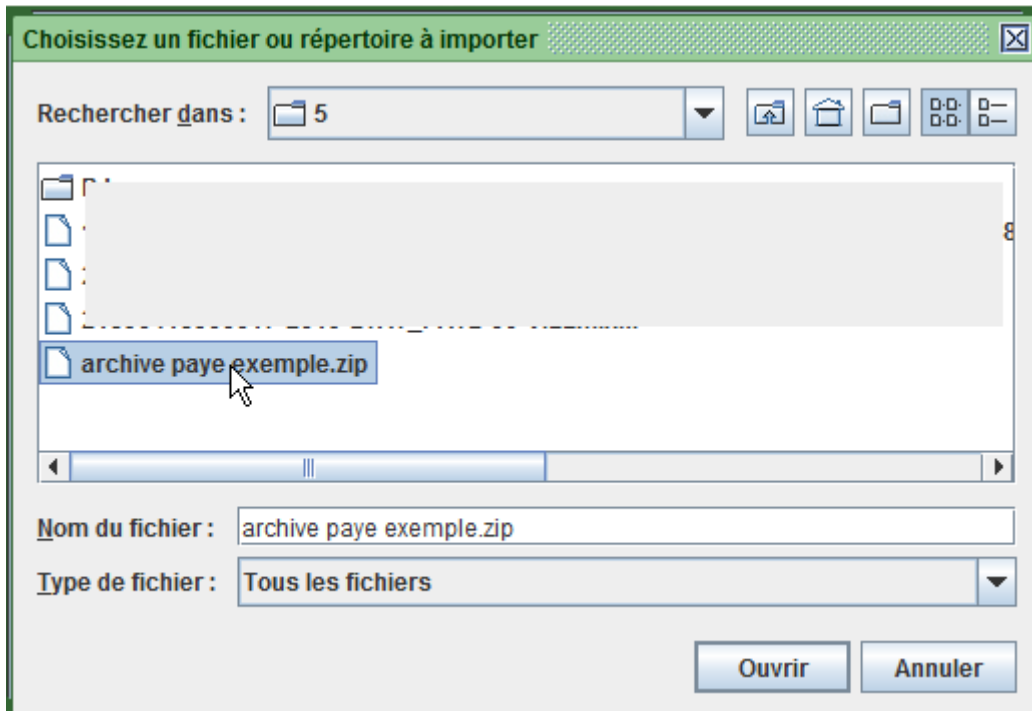 Choisissez un fichier ou répertoire à importer
Rechercher dans : 5
8
archive paye exemple.zip
Nom du fichier : archive paye exemple.zip
Type de fichier : Tous les fichiers
Ouvrir Annuler